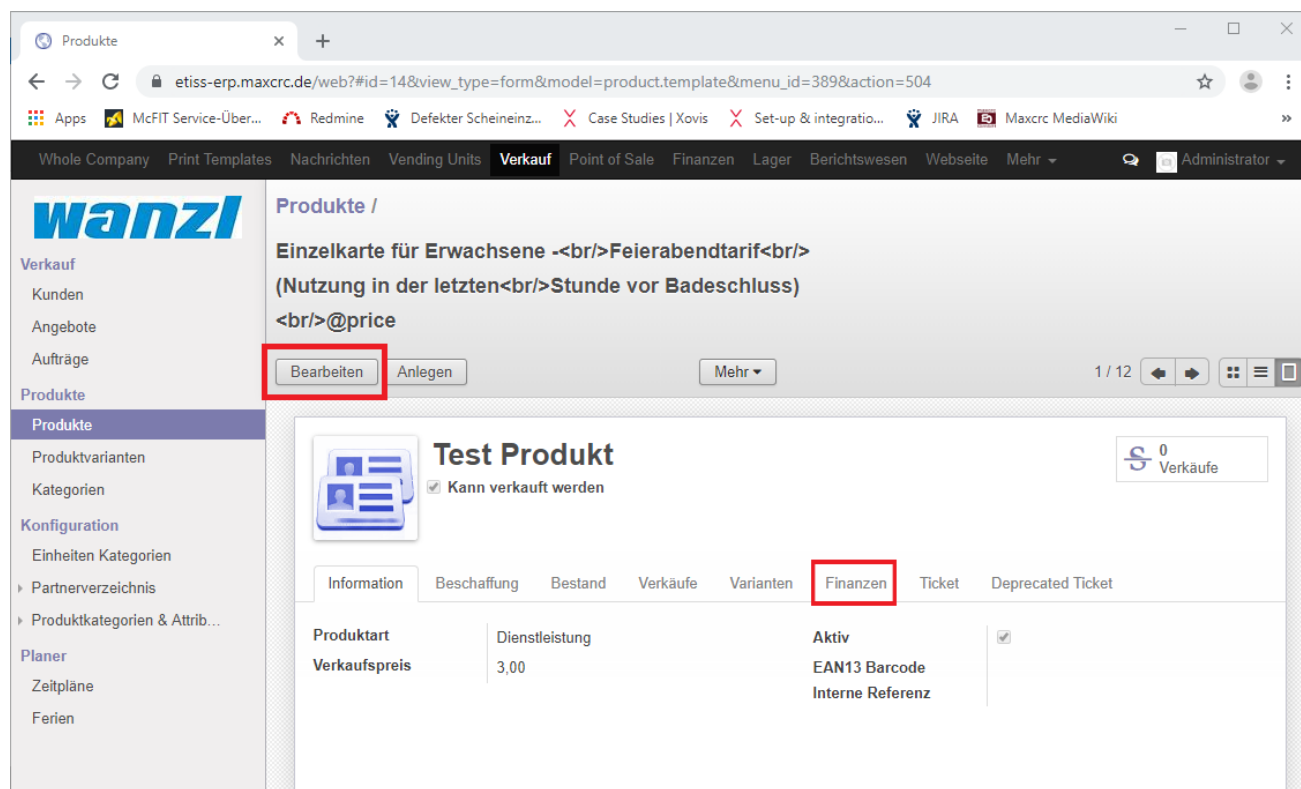 Produkte
etiss-erp.maxcrc.de/web?#id=14&view_type=form&model=product.template&menu_id=389&action=504
Apps McFIT Service-Über... Redmine Defekter Scheineinz... Case Studies | Xovis Set-up & integratio... JIRA Maxcrc MediaWiki »
Whole Company Print Templates Nachrichten Vending Units Verkauf Point of Sale Finanzen Lager Berichtswesen Webseite Mehr Administrator
wanzl
Verkauf
Kunden
Angebote
Aufträge
Produkte
Produkte
Produktvarianten
Kategorien
Konfiguration
Einheiten Kategorien
Partnerverzeichnis
Produktkategorien & Attrib...
Planer
Zeitpläne
Ferien
Produkte /
Einzelkarte für Erwachsene -<br/>Feierabendtarif<br/>
(Nutzung in der letzten<br/>Stunde vor Badeschluss)
<br/>@price
Bearbeiten Anlegen Mehr 1 / 12
Test Produkt
Kann verkauft werden
0
Verkäufe
Information Beschaffung Bestand Verkäufe Varianten Finanzen Ticket Deprecated Ticket
Produktart Dienstleistung
Verkaufspreis 3,00
Aktiv
EAN13 Barcode
Interne Referenz